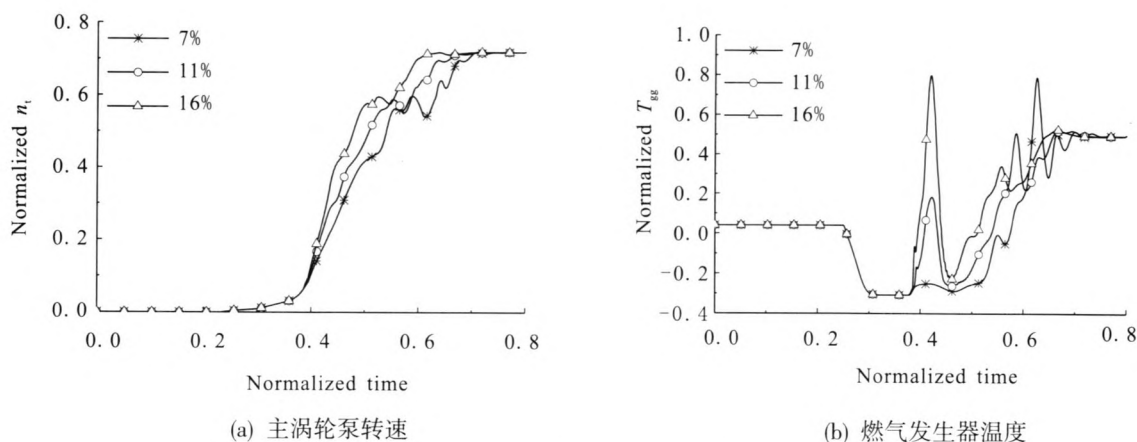 0.8
0.6
0.4
0.2
0.0
Normalized nt
7%
11%
16%
0.0 0.2 0.4 0.6 0.8
Normalized time
(a) 主涡轮泵转速
1.0
0.8
0.6
0.4
0.2
0.0
-0.2
-0.4
Normalized Tgg
7%
11%
16%
0.0 0.2 0.4 0.6 0.8
Normalized time
(b) 燃气发生器温度